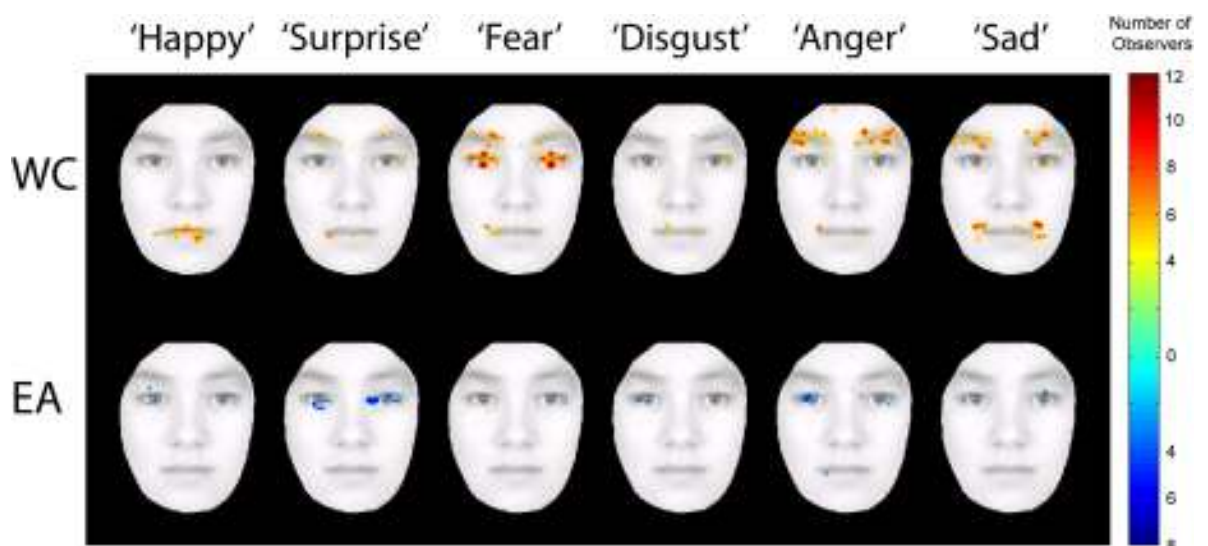 'Happy' 'Surprise' 'Fear' 'Disgust' 'Anger' 'Sad'
Number of
Observers
12
10
8
WC
6
4
0
EA
4
6
8